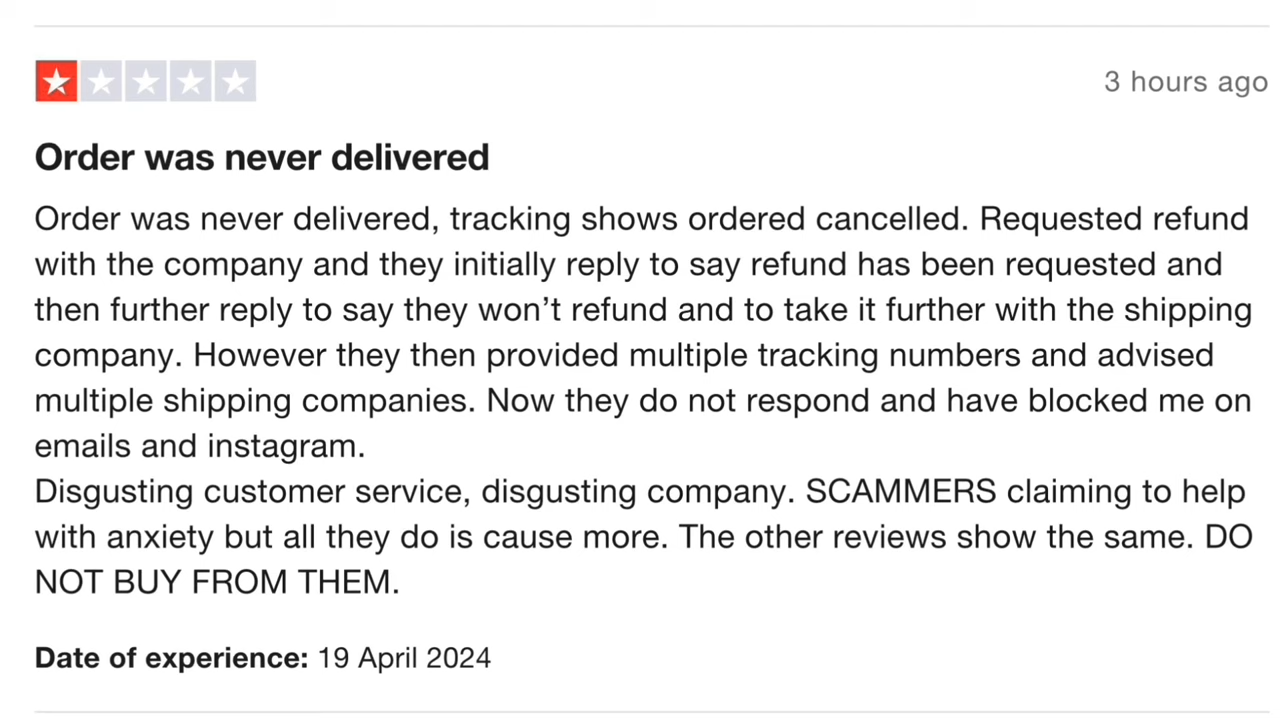 3 hours ago
Order was never delivered
Order was never delivered, tracking shows ordered cancelled. Requested refund
with the company and they initially reply to say refund has been requested and
then further reply to say they won’t refund and to take it further with the shipping
company. However they then provided multiple tracking numbers and advised
multiple shipping companies. Now they do not respond and have blocked me on
emails and instagram.
Disgusting customer service, disgusting company. SCAMMERS claiming to help
with anxiety but all they do is cause more. The other reviews show the same. DO
NOT BUY FROM THEM.
Date of experience: 19 April 2024